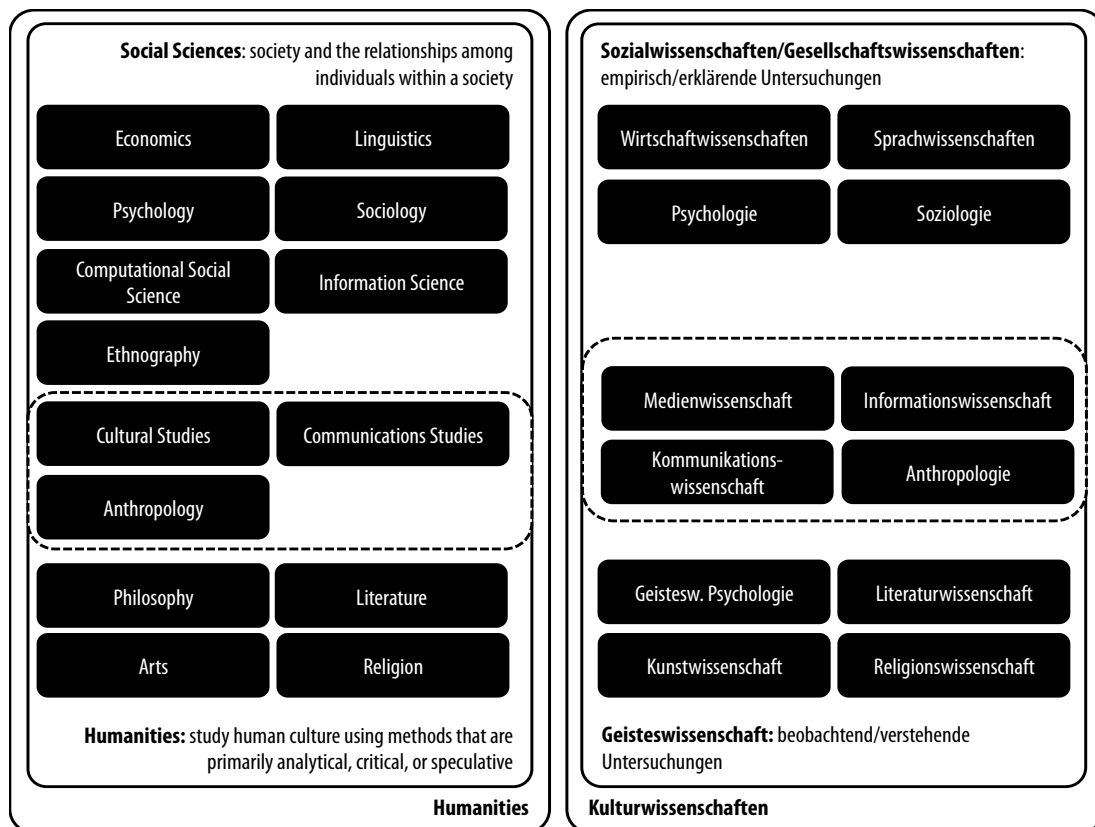 Social Sciences: society and the relationships among
individuals within a society
Economics
Linguistics
Psychology
Sociology
Computational Social
Science
Information Science
Ethnography
Cultural Studies
Communications Studies
Anthropology
Philosophy
Literature
Arts
Religion
Humanities: study human culture using methods that are
primarily analytical, critical, or speculative
Humanities
Sozialwissenschaften/Gesellschaftswissenschaften:
empirisch/erklärende Untersuchungen
Wirtschaftwissenschaften
Sprachwissenschaften
Psychologie
Soziologie
Medienwissenschaft
Informationswissenschaft
Kommunikations-
wissenschaft
Anthropologie
Geistesw. Psychologie
Literaturwissenschaft
Kunstwissenschaft
Religionswissenschaft
Geisteswissenschaft: beobachtend/verstehende
Untersuchungen
Kulturwissenschaften